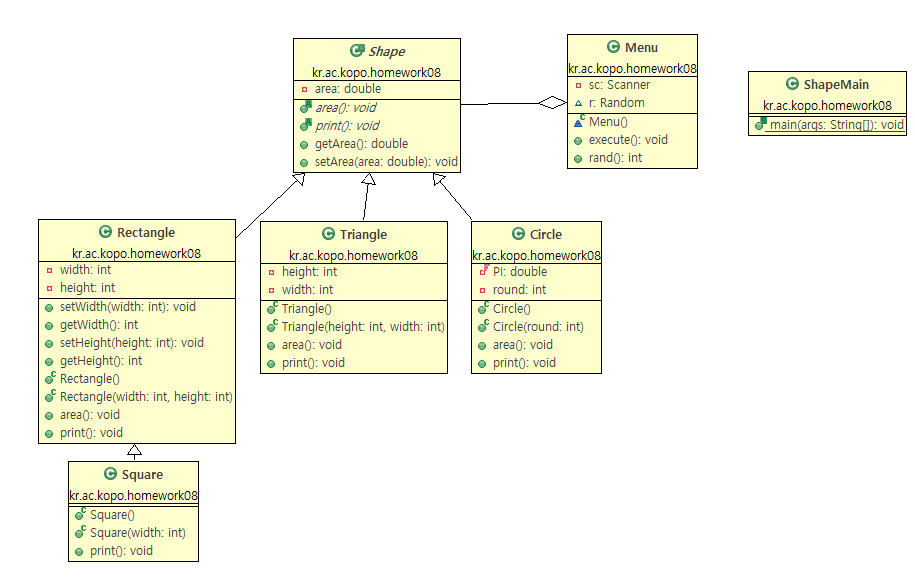 Shape
kr.ac.kopo.homework08
area: double
area(): void
print(): void
getArea(): double
setArea(area: double): void
Menu
kr.ac.kopo.homework08
sc: Scanner
r: Random
Menu()
execute(): void
rand(): int
ShapeMain
kr.ac.kopo.homework08
main(args: String[]): void
Rectangle
kr.ac.kopo.homework08
width: int
height: int
setWidth(width: int): void
getWidth(): int
setHeight(height: int): void
getHeight(): int
Rectangle()
Rectangle(width: int, height: int)
area(): void
print(): void
Triangle
kr.ac.kopo.homework08
height: int
width: int
Triangle()
Triangle(height: int, width: int)
area(): void
print(): void
Circle
kr.ac.kopo.homework08
PI: double
round: int
Circle()
Circle(round: int)
area(): void
print(): void
Square
kr.ac.kopo.homework08
Square()
Square(width: int)
print(): void